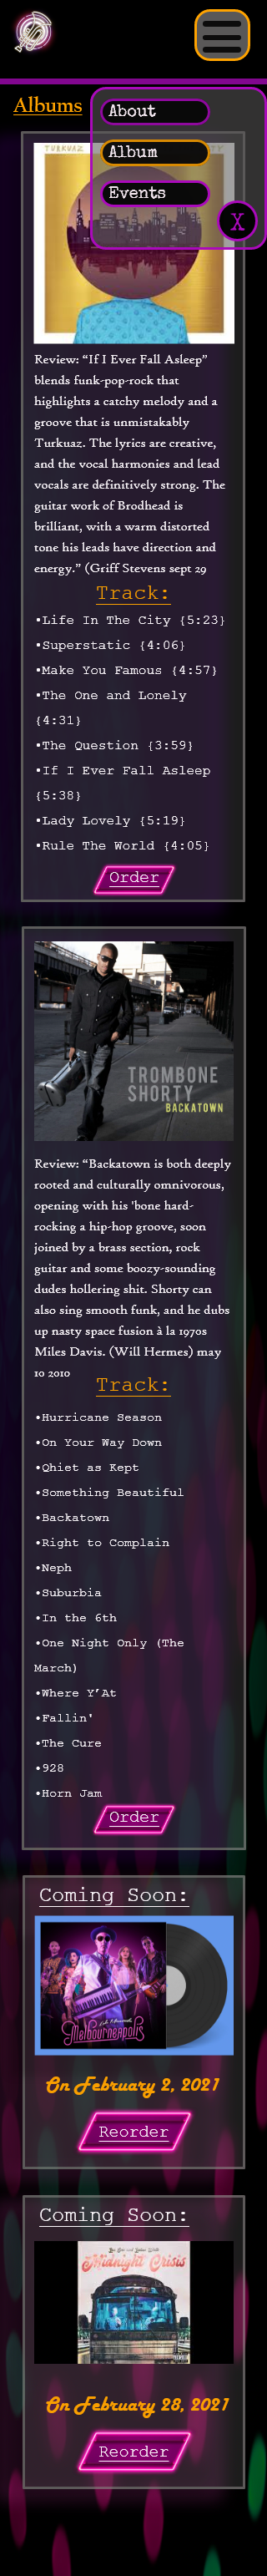 Albums
About
Album
Events
X
TURKUAZ
Review: “If I Ever Fall Asleep”
blends funk-pop-rock that
highlights a catchy melody and a
groove that is unmistakably
Turkuaz. The lyrics are creative,
and the vocal harmonies and lead
vocals are definitively strong. The
guitar work of Brodhead is
brilliant, with a warm distorted
tone his leads have direction and
energy.” (Griff Stevens sept 29
Track:
•Life In The City {5:23}
•Superstatic {4:06}
•Make You Famous {4:57}
•The One and Lonely
{4:31}
•The Question {3:59}
•If I Ever Fall Asleep
{5:38}
•Lady Lovely {5:19}
•Rule The World {4:05}
Order
TROMBONE
SHORTY
BACKATOWN
Review: “Backatown is both deeply
rooted and culturally omnivorous,
opening with his 'bone hard-
rocking a hip-hop groove, soon
joined by a brass section, rock
guitar and some boozy-sounding
dudes hollering shit. Shorty can
also sing smooth funk, and he dubs
up nasty space fusion à la 1970s
Miles Davis. (Will Hermes) may
10 2010
Track:
•Hurricane Season
•On Your Way Down
•Qhiet as Kept
•Something Beautiful
•Backatown
•Right to Complain
•Neph
•Suburbia
•In the 6th
•One Night Only (The
March)
•Where Y’At
•Fallin'
•The Cure
•928
•Horn Jam
Order
Coming Soon:
Melbourneapolis
On February 2, 2021
Reorder
Coming Soon:
Midnight Crisis
On February 28, 2021
Reorder